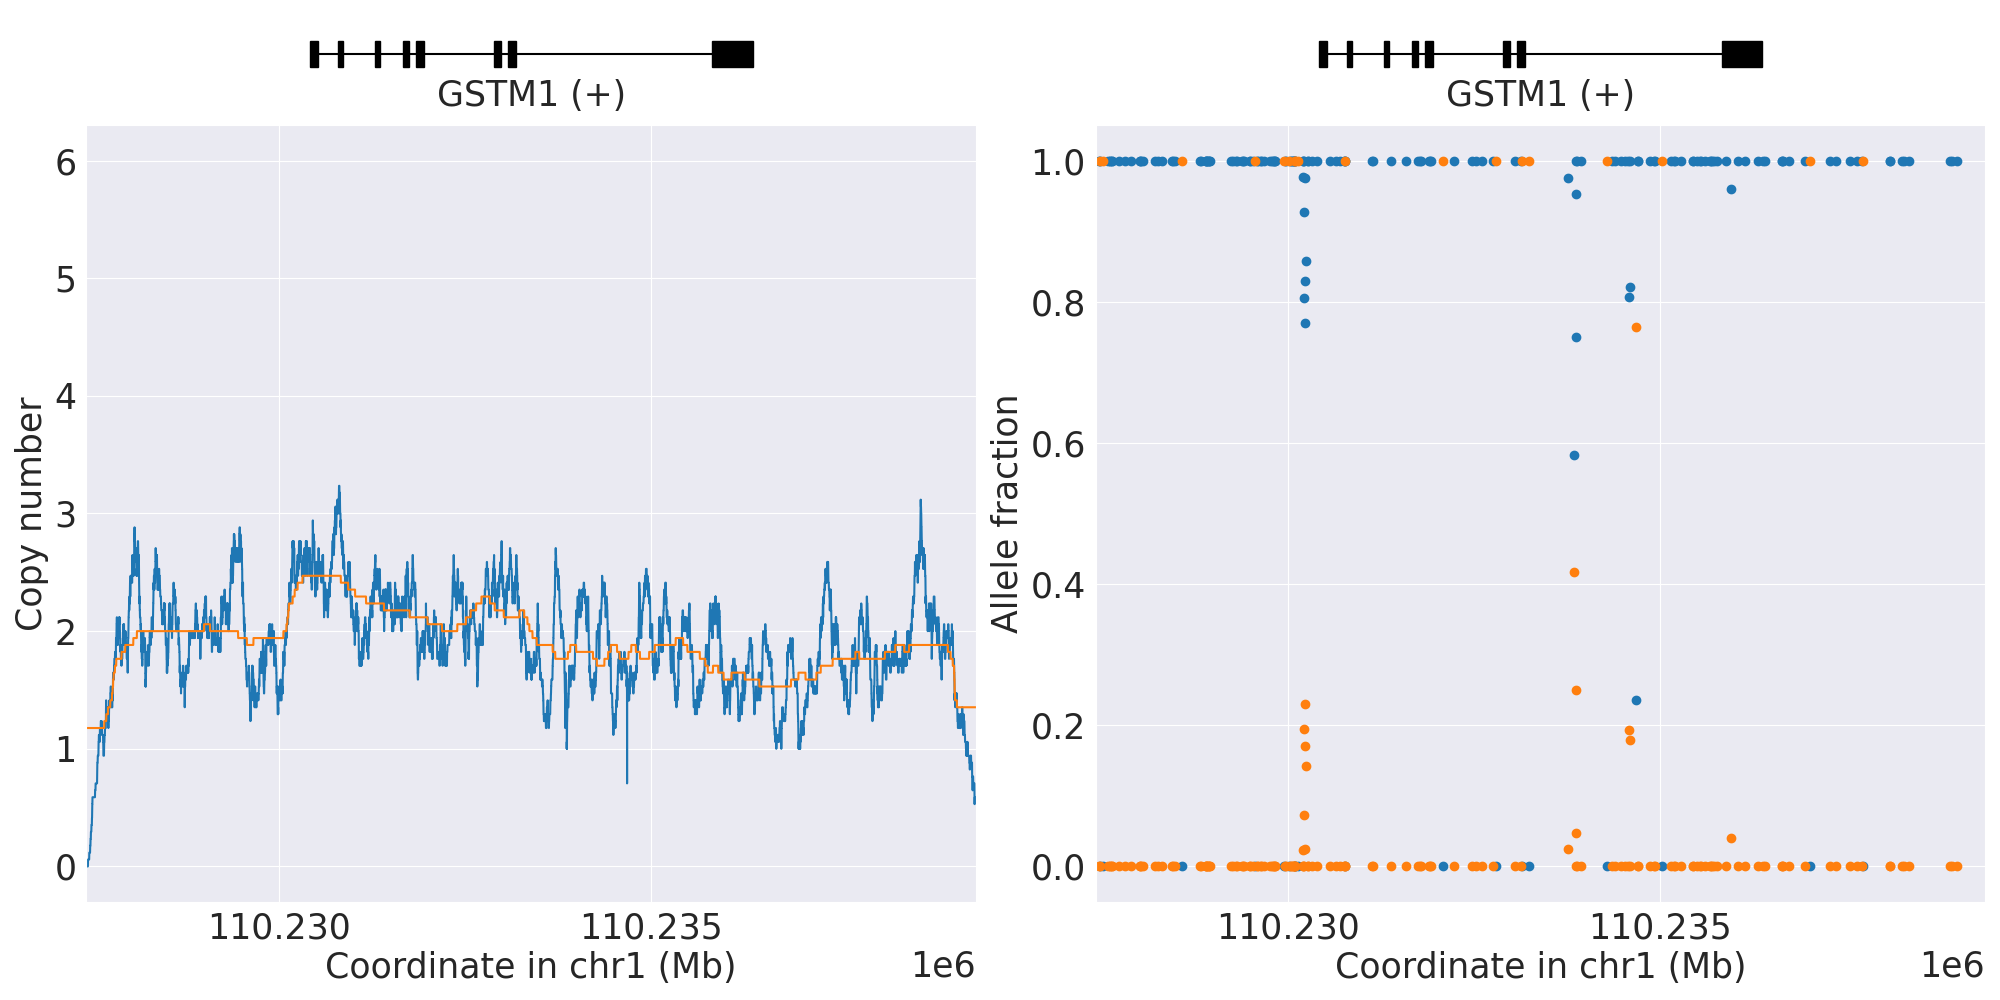 GSTM1 (+)
6
5
4
3
2
1
0
Copy number
110.230
110.235
Coordinate in chr1 (Mb)
1e6
GSTM1 (+)
1.0
0.8
0.6
0.4
0.2
0.0
Allele fraction
110.230
110.235
Coordinate in chr1 (Mb)
1e6